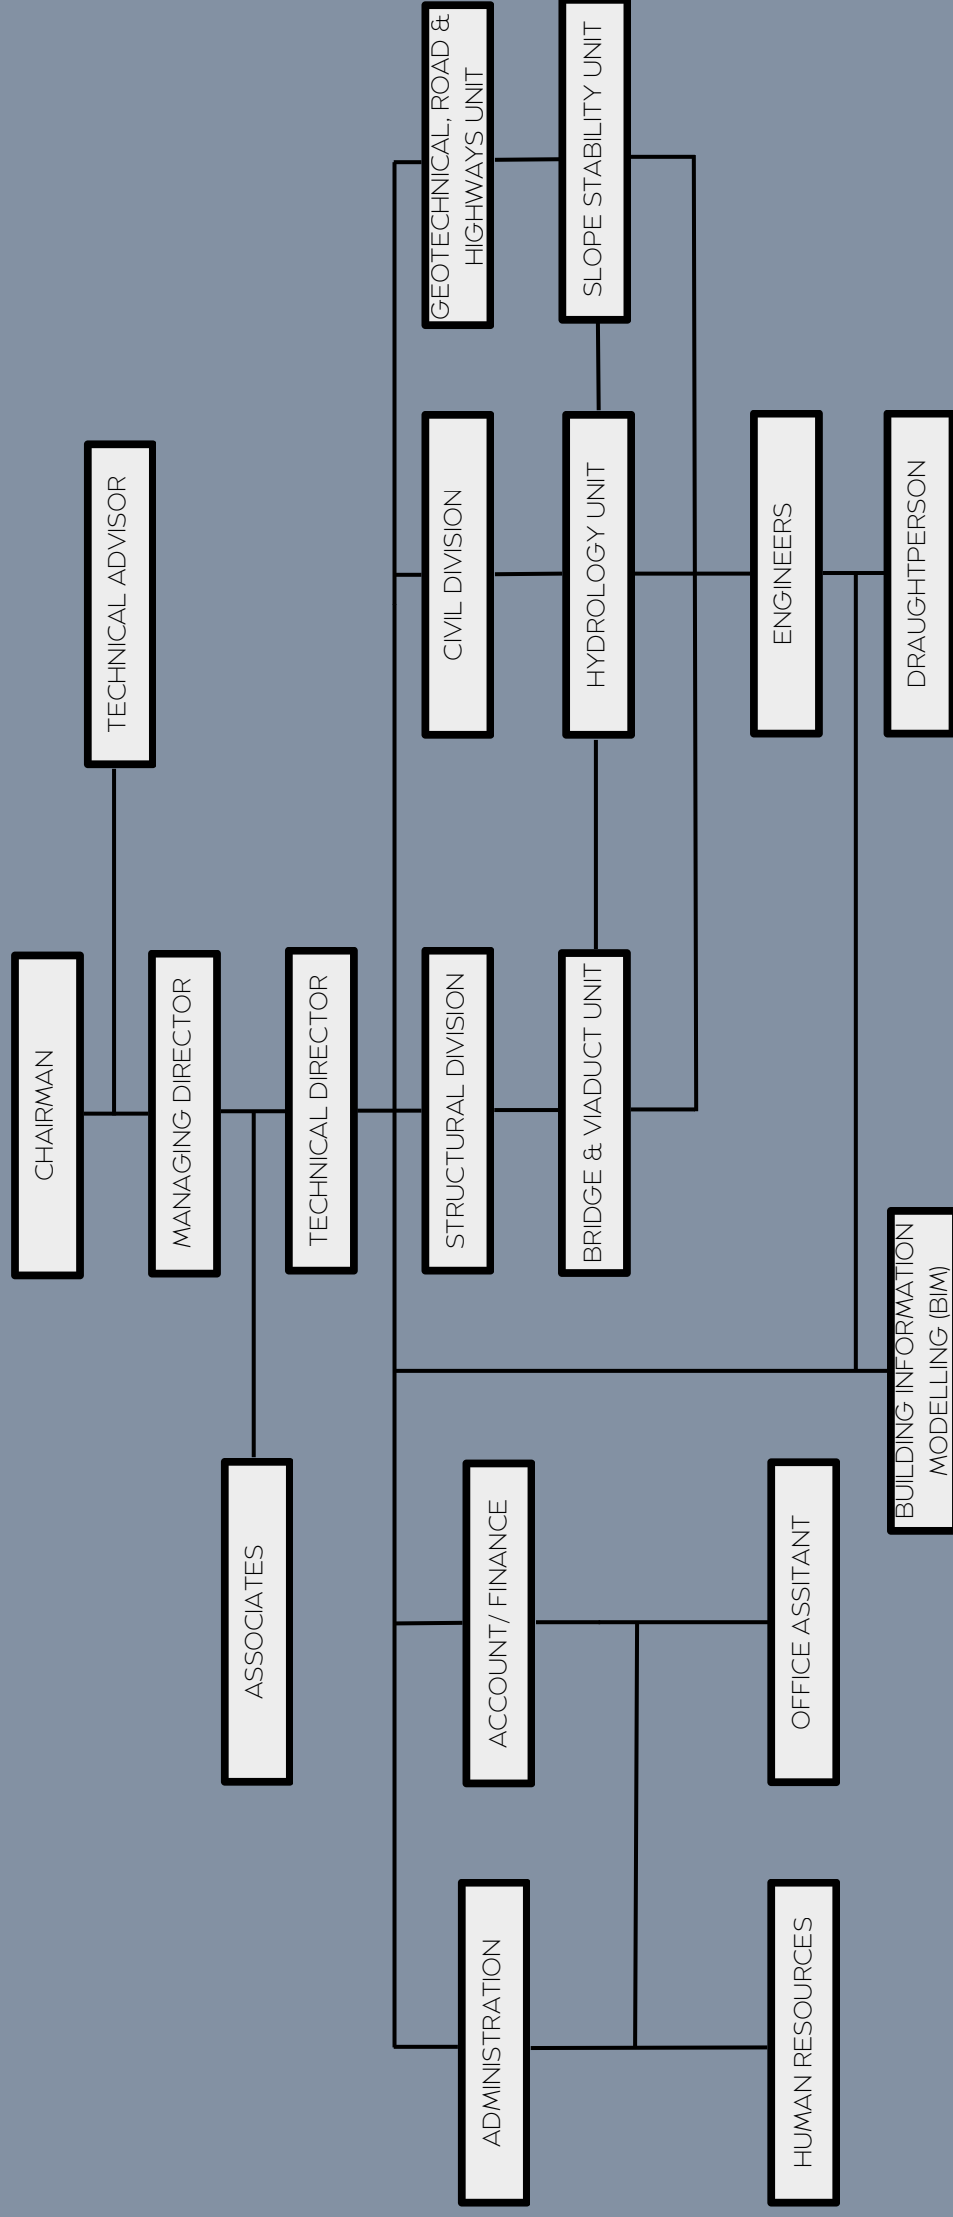 CHAIRMAN
TECHNICAL ADVISOR
MANAGING DIRECTOR
ASSOCIATES
TECHNICAL DIRECTOR
ADMINISTRATION
ACCOUNT/ FINANCE
STRUCTURAL DIVISION
CIVIL DIVISION
GEOTECHNICAL, ROAD &
HIGHWAYS UNIT
BRIDGE & VIADUCT UNIT
HYDROLOGY UNIT
SLOPE STABILITY UNIT
HUMAN RESOURCES
OFFICE ASSITANT
ENGINEERS
BUILDING INFORMATION
MODELLING (BIM)
DRAUGHTPERSON